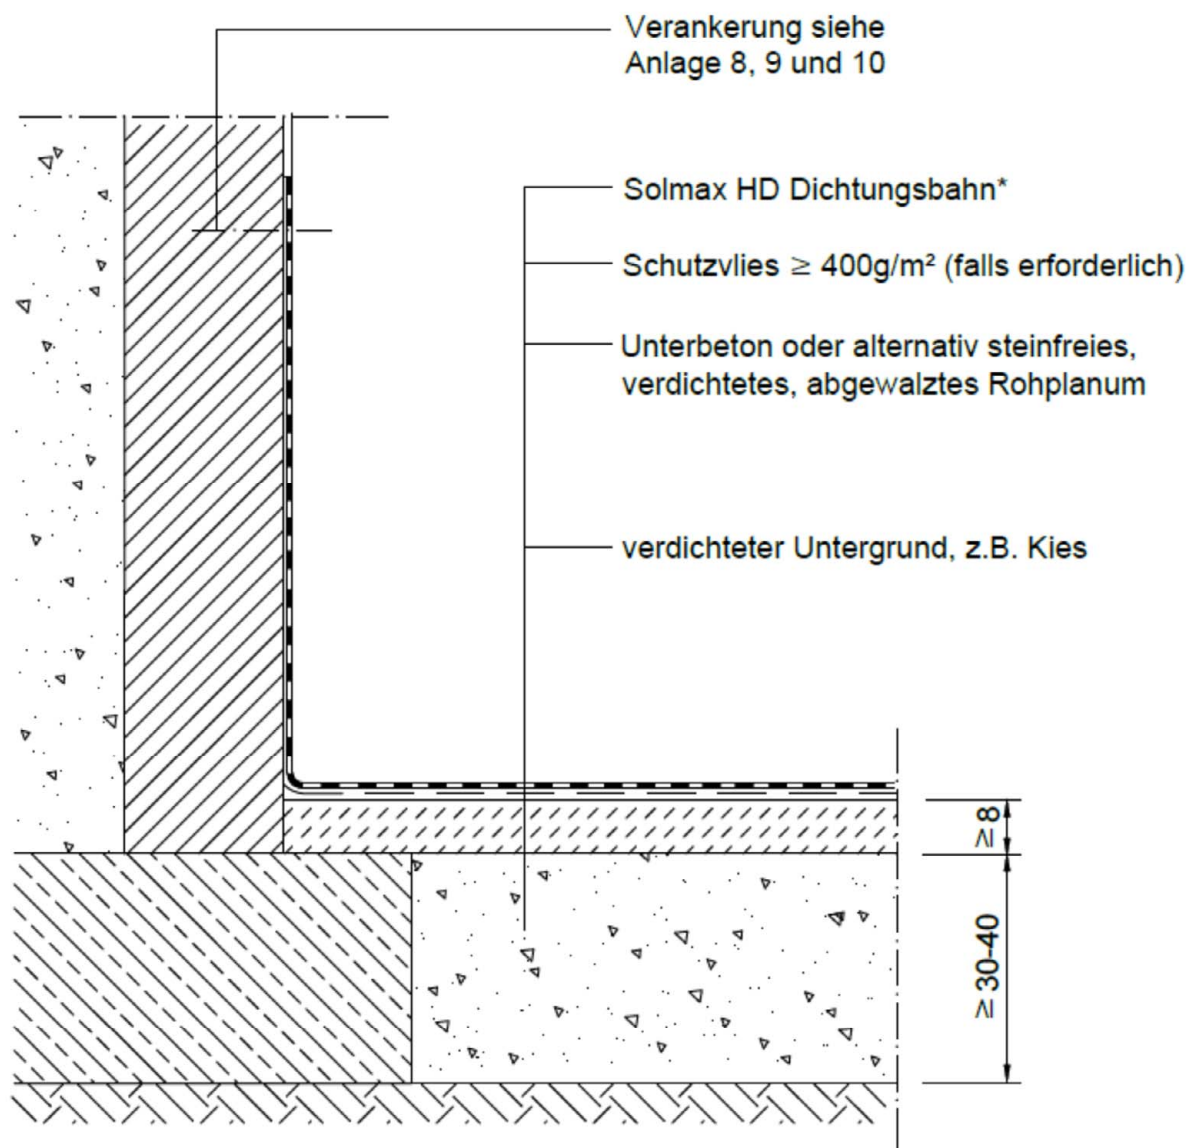 Verankerung siehe
Anlage 8, 9 und 10
Solmax HD Dichtungsbahn*
Schutzvlies ≥ 400g/m² (falls erforderlich)
Unterbeton oder alternativ steinfreies,
verdichtetes, abgewalztes Rohplanum
verdichteter Untergrund, z.B. Kies
≥8
≥30-40